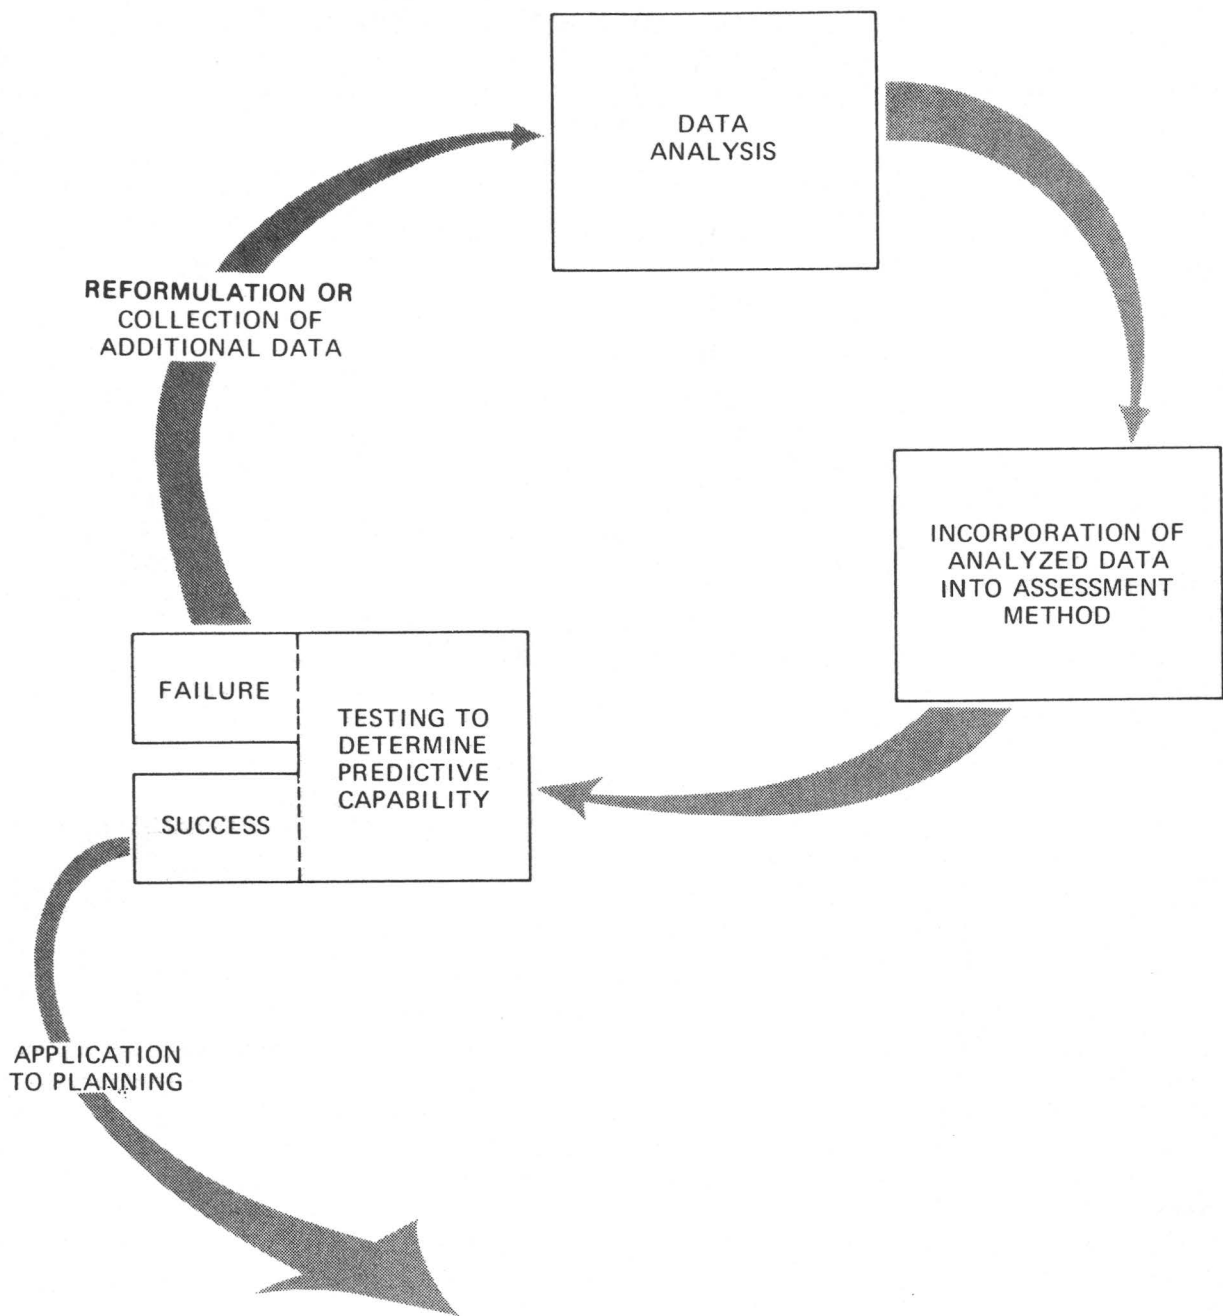 DATA
ANALYSIS
REFORMULATION OR
COLLECTION OF
ADDITIONAL DATA
INCORPORATION OF
ANALYZED DATA
INTO ASSESSMENT
METHOD
FAILURE
TESTING TO
DETERMINE
PREDICTIVE
CAPABILITY
SUCCESS
APPLICATION
TO PLANNING